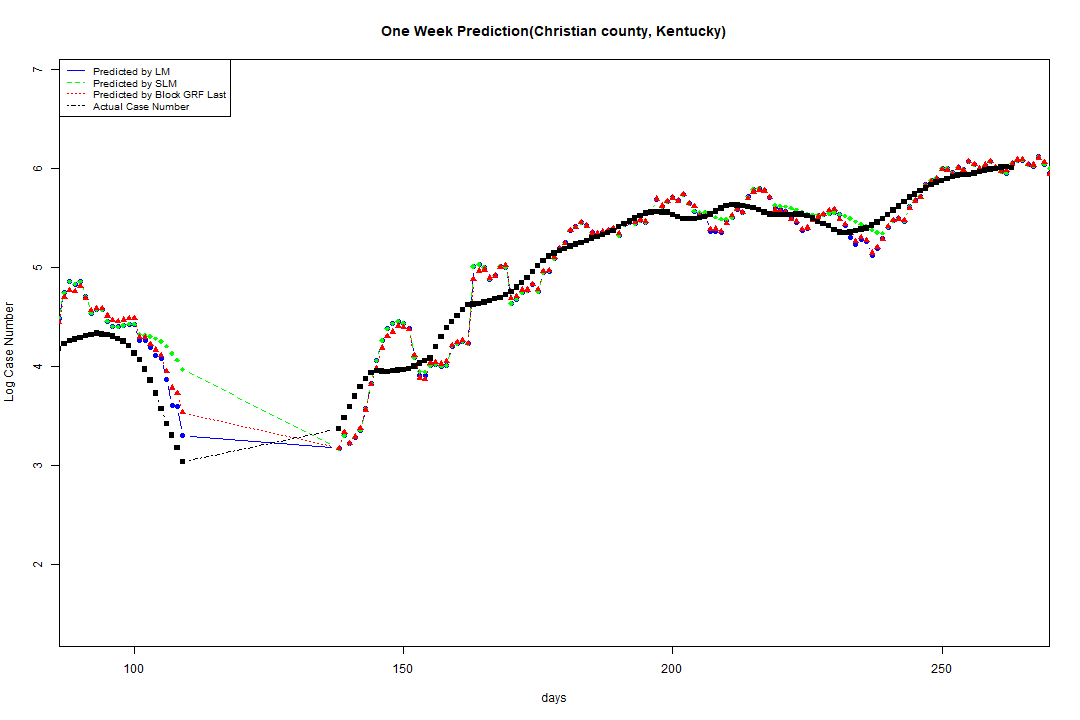 One Week Prediction(Christian county, Kentucky)
Predicted by LM
Predicted by SLM
Predicted by Block GRF Last
Actual Case Number
Log Case Number
7
6
5
4
3
2
100 150 200 250
days